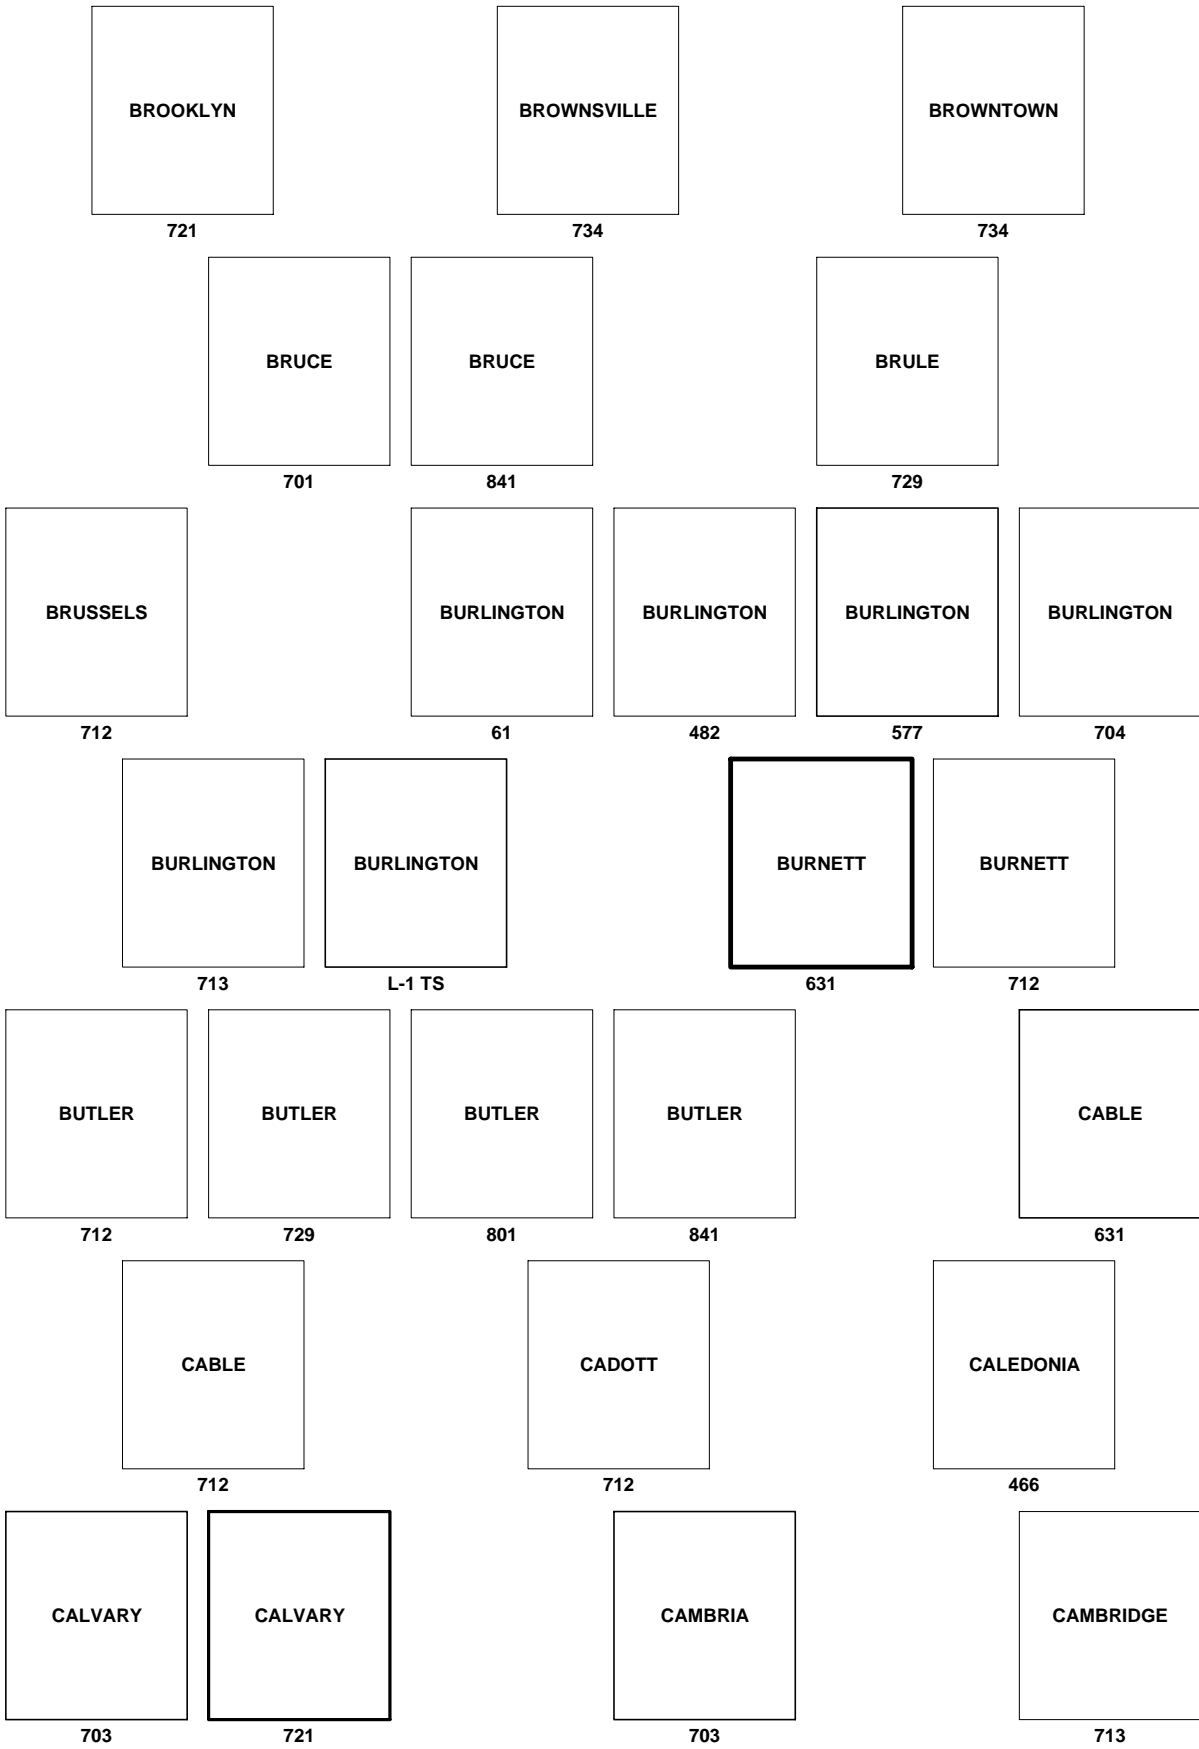 BROOKLYN BROWNSVILLE BROWNTOWN
721 734 734
BRUCE BRUCE BRULE
701 841 729
BRUSSELS BURLINGTON BURLINGTON BURLINGTON BURLINGTON
712 61 482 577 704
BURLINGTON BURLINGTON BURNETT BURNETT
713 L-1 TS 631 712
BUTLER BUTLER BUTLER BUTLER CABLE
712 729 801 841 631
CABLE CADOTT CALEDONIA
712 712 466
CALVARY CALVARY CAMBRIA CAMBRIDGE
703 721 703 713